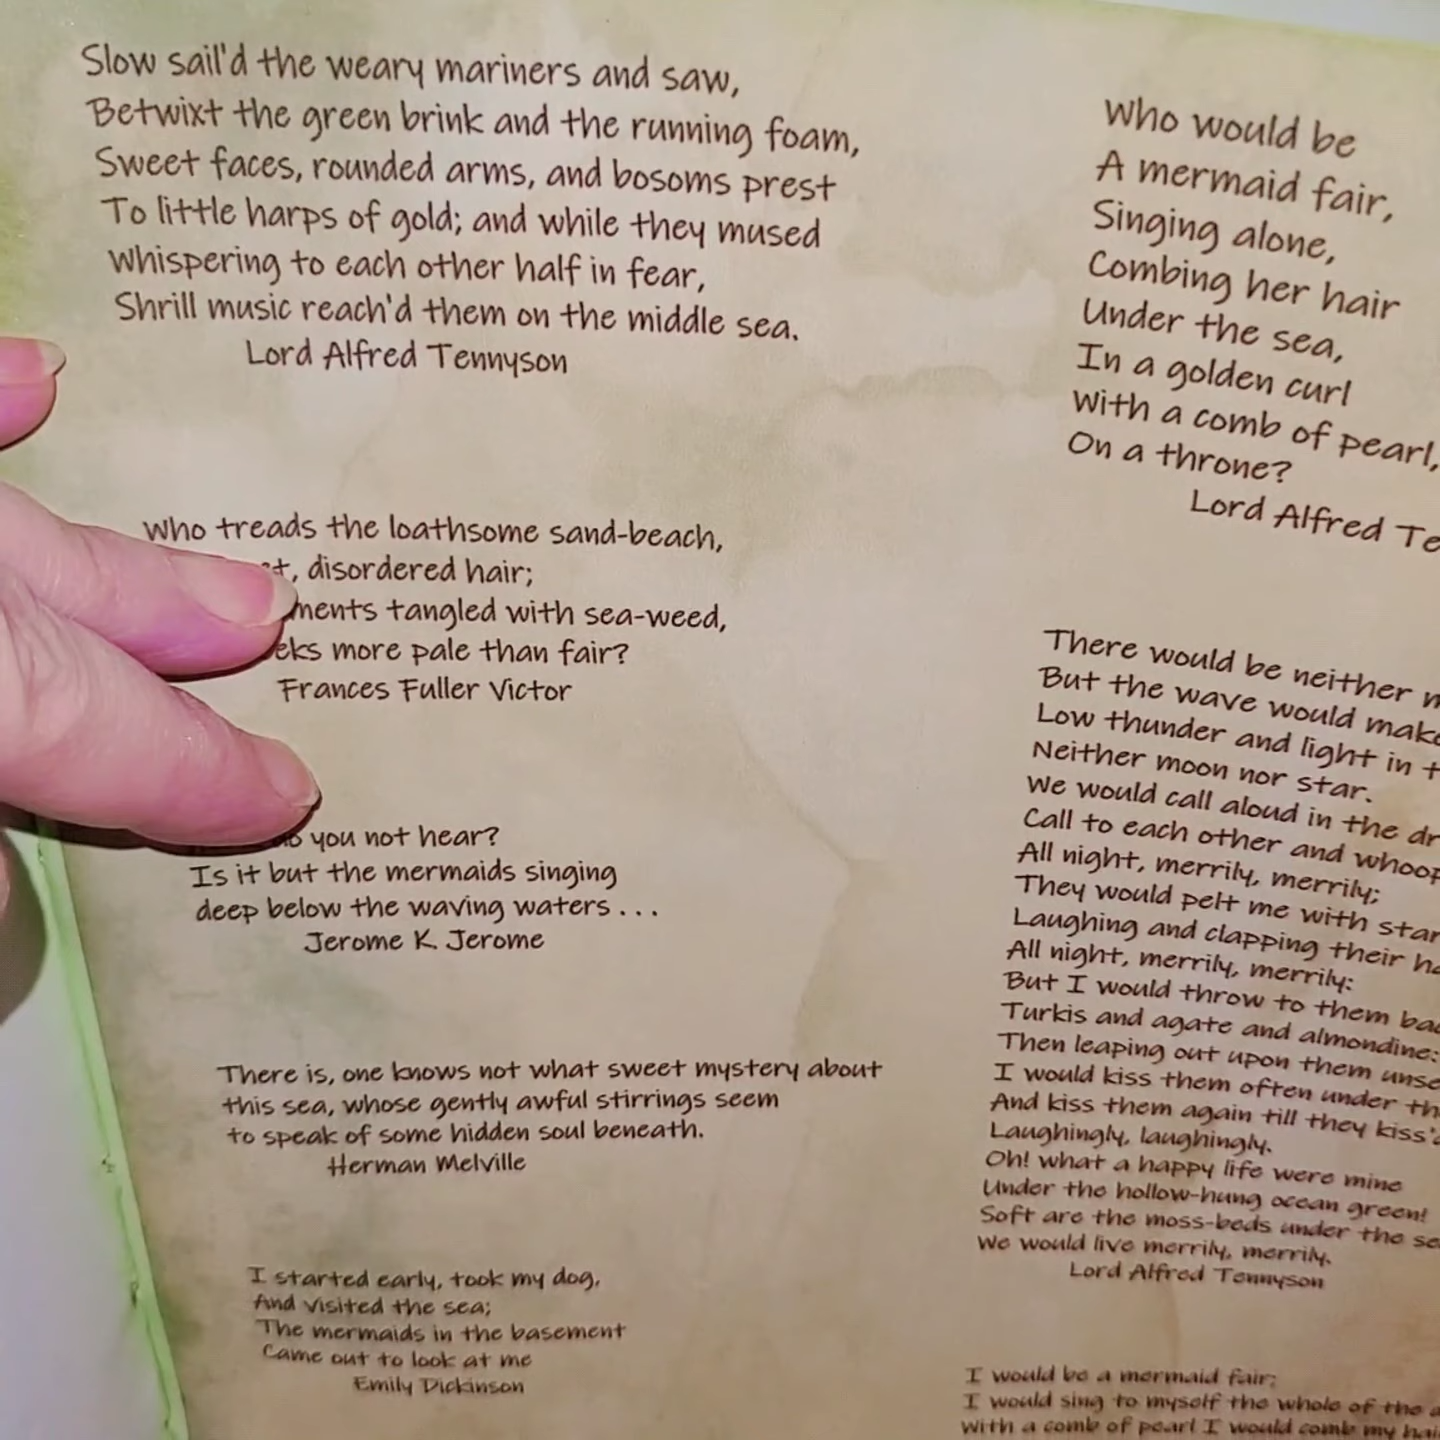 Slow sail'd the weary mariners and saw,
Betwixt the green brink and the running foam,
Sweet faces, rounded arms, and bosoms prest
To little harps of gold; and while they mused
Whispering to each other half in fear,
Shrill music reach'd them on the middle sea.
Lord Alfred Tennyson
Who treads the loathsome sand-beach,
disordered hair;
tangled with sea-weed,
more pale than fair?
Frances Fuller Victor
you not hear?
Is it but the mermaids singing
deep below the waving waters . . .
Jerome K. Jerome
There is, one knows not what sweet mystery about
this sea, whose gently awful stirrings seem
to speak of some hidden soul beneath.
Herman Melville
I started early, took my dog,
And visited the sea;
The mermaids in the basement
Came out to look at me
Emily Dickinson
Who would be
A mermaid fair,
Singing alone,
Combing her hair
Under the sea,
In a golden curl
With a comb of pearl,
On a throne?
Lord Alfred
There would be neither
But the wave would make
Low thunder and light in
Neither moon nor star.
We would call aloud in the
Call to each other and whoop
All night, merrily, merrily;
They would pelt me with
Laughing and clapping their
All night, merrily, merrily:
But I would throw to them
Turkis and agate and almondine:
Then leaping out upon them
I would kiss them often under
And kiss them again till they
Laughingly, laughingly.
Oh! what a happy life were mine
Under the hollow-hung ocean green!
Soft are the moss-beds under the
We would live merrily, merrily.
Lord Alfred Tennyson
I would be a mermaid fair;
I would sing to myself the whole of the
With a comb of pearl I would comb my